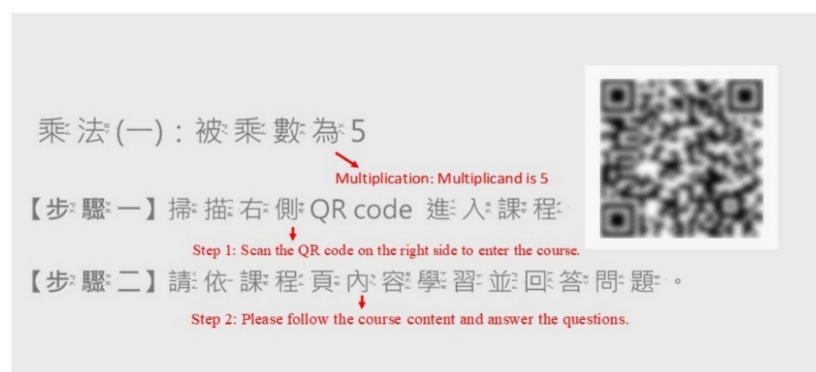 乘法(一)：被乘數為5
Multiplication: Multiplicand is 5
【步驟一】掃描右側QR code 進入課程
Step 1: Scan the QR code on the right side to enter the course.
【步驟二】請依課程頁內容學習並回答問題。
Step 2: Please follow the course content and answer the questions.